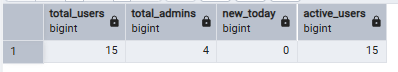 total_users total_admins new_today active_users
bigint bigint bigint bigint
1 15 4 0 15